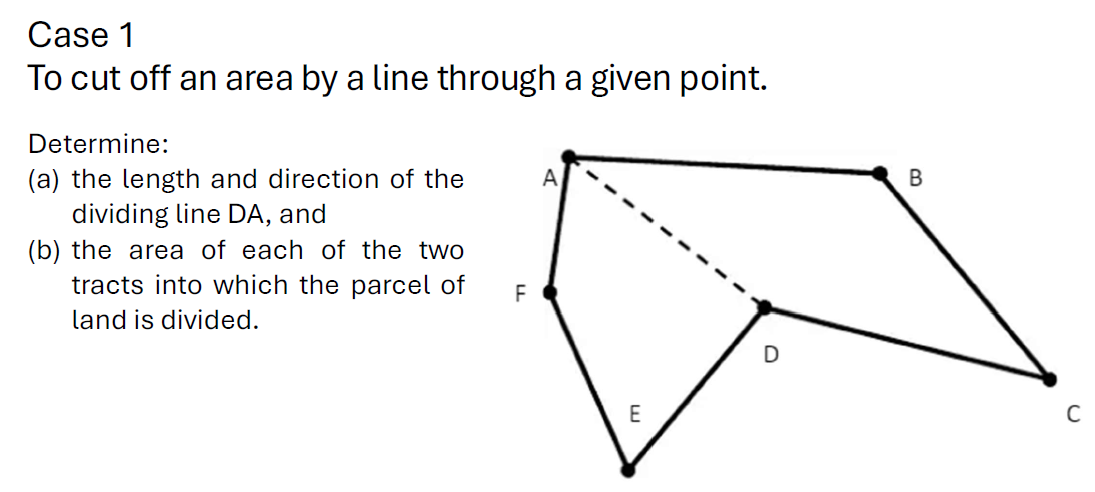 Case 1
To cut off an area by a line through a given point.
Determine:
(a) the length and direction of the
dividing line DA, and
(b) the area of each of the two
tracts into which the parcel of
land is divided.
A
B
F
D
E
C